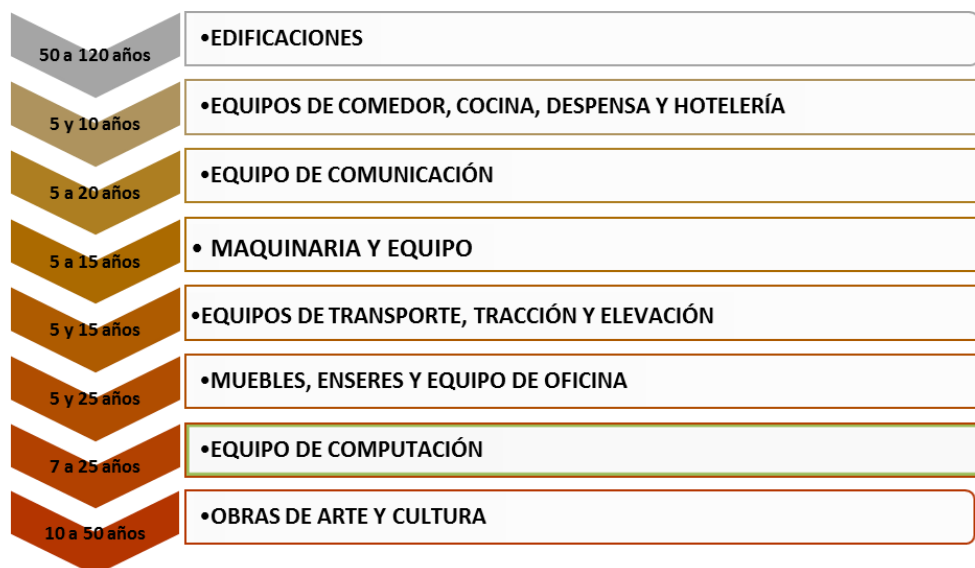 50 a 120 años
•EDIFICACIONES
5 y 10 años
•EQUIPOS DE COMEDOR, COCINA, DESPENSA Y HOTELERÍA
5 a 20 años
•EQUIPO DE COMUNICACIÓN
5 a 15 años
• MAQUINARIA Y EQUIPO
5 y 15 años
•EQUIPOS DE TRANSPORTE, TRACCIÓN Y ELEVACIÓN
5 y 25 años
•MUEBLES, ENSERES Y EQUIPO DE OFICINA
7 a 25 años
•EQUIPO DE COMPUTACIÓN
10 a 50 años
•OBRAS DE ARTE Y CULTURA